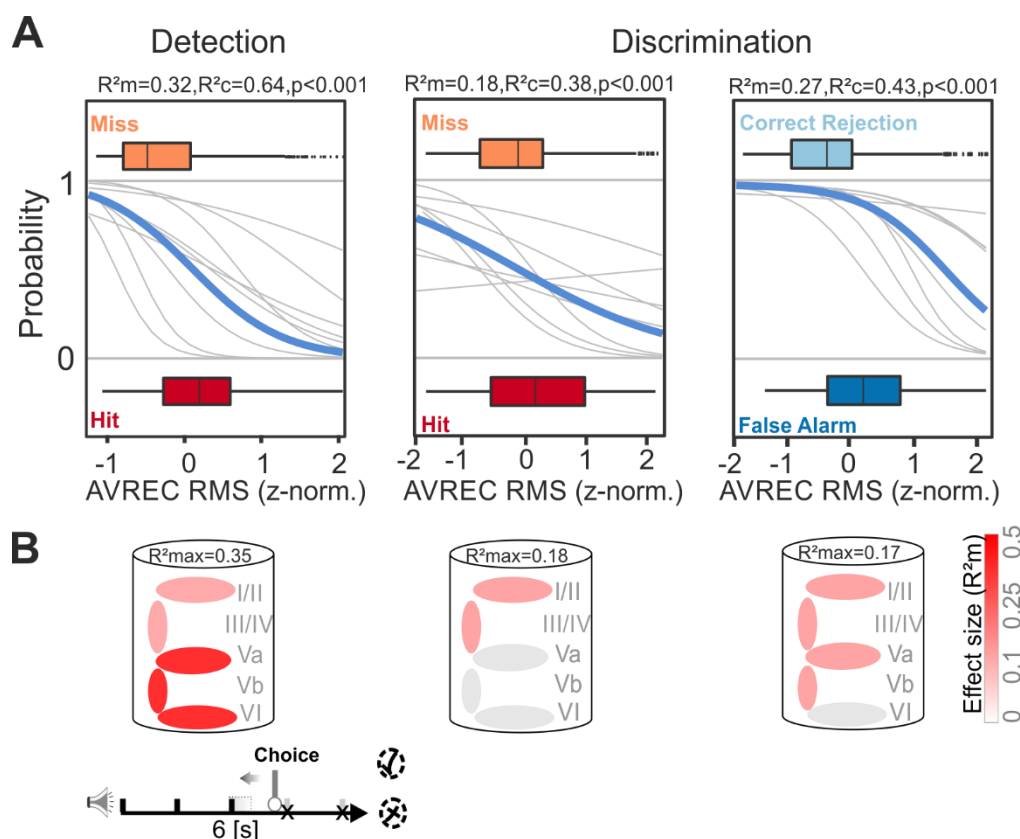 A
Detection
Discrimination
R²m=0.32,R²c=0.64,p<0.001
R²m=0.18,R²c=0.38,p<0.001
R²m=0.27,R²c=0.43,p<0.001
Miss
Miss
Correct Rejection
Probability
1
0
Hit
Hit
False Alarm
-1 0 1 2
-2 -1 0 1 2
-2 -1 0 1 2
AVREC RMS (z-norm.)
AVREC RMS (z-norm.)
AVREC RMS (z-norm.)
B
R²max=0.35
I/II
III/IV
Va
Vb
VI
R²max=0.18
I/II
III/IV
Va
Vb
VI
R²max=0.17
I/II
III/IV
Va
Vb
VI
Effect size (R²m)
0 0.1 0.25 0.5
Choice
x x
6 [s]